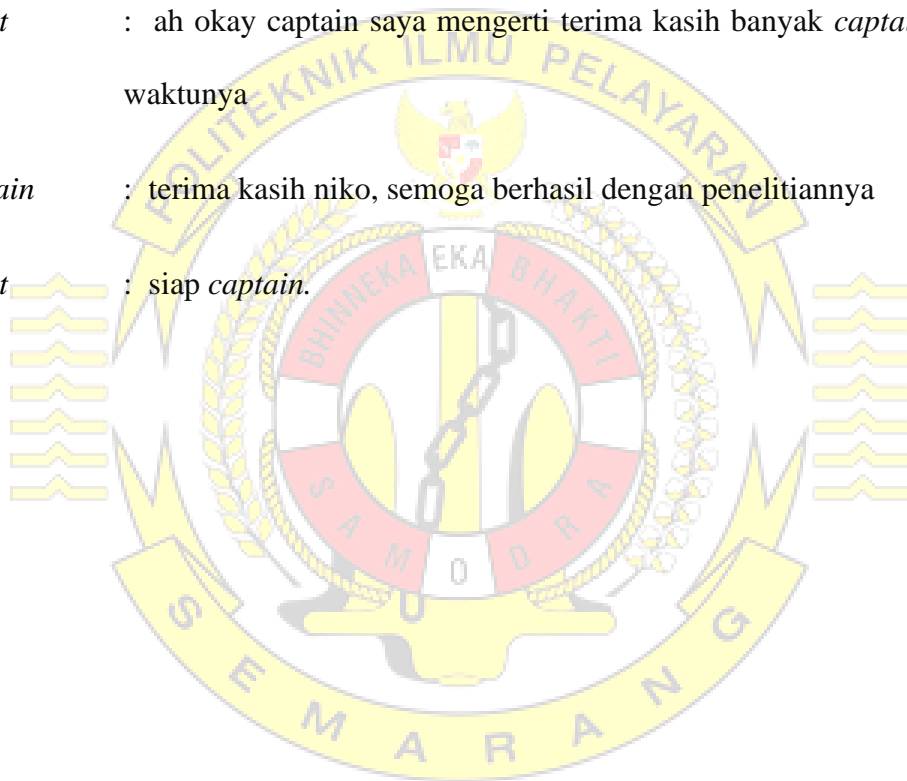 t : ah okay captain saya mengerti terima kasih banyak capta
POLITEKNIK ILMU PELAYARAN
waktunya
ain : terima kasih niko, semoga berhasil dengan penelitiannya
BHINNEKA EKA BHAKTI
t : siap captain.
SAMODRA
SEMARANG